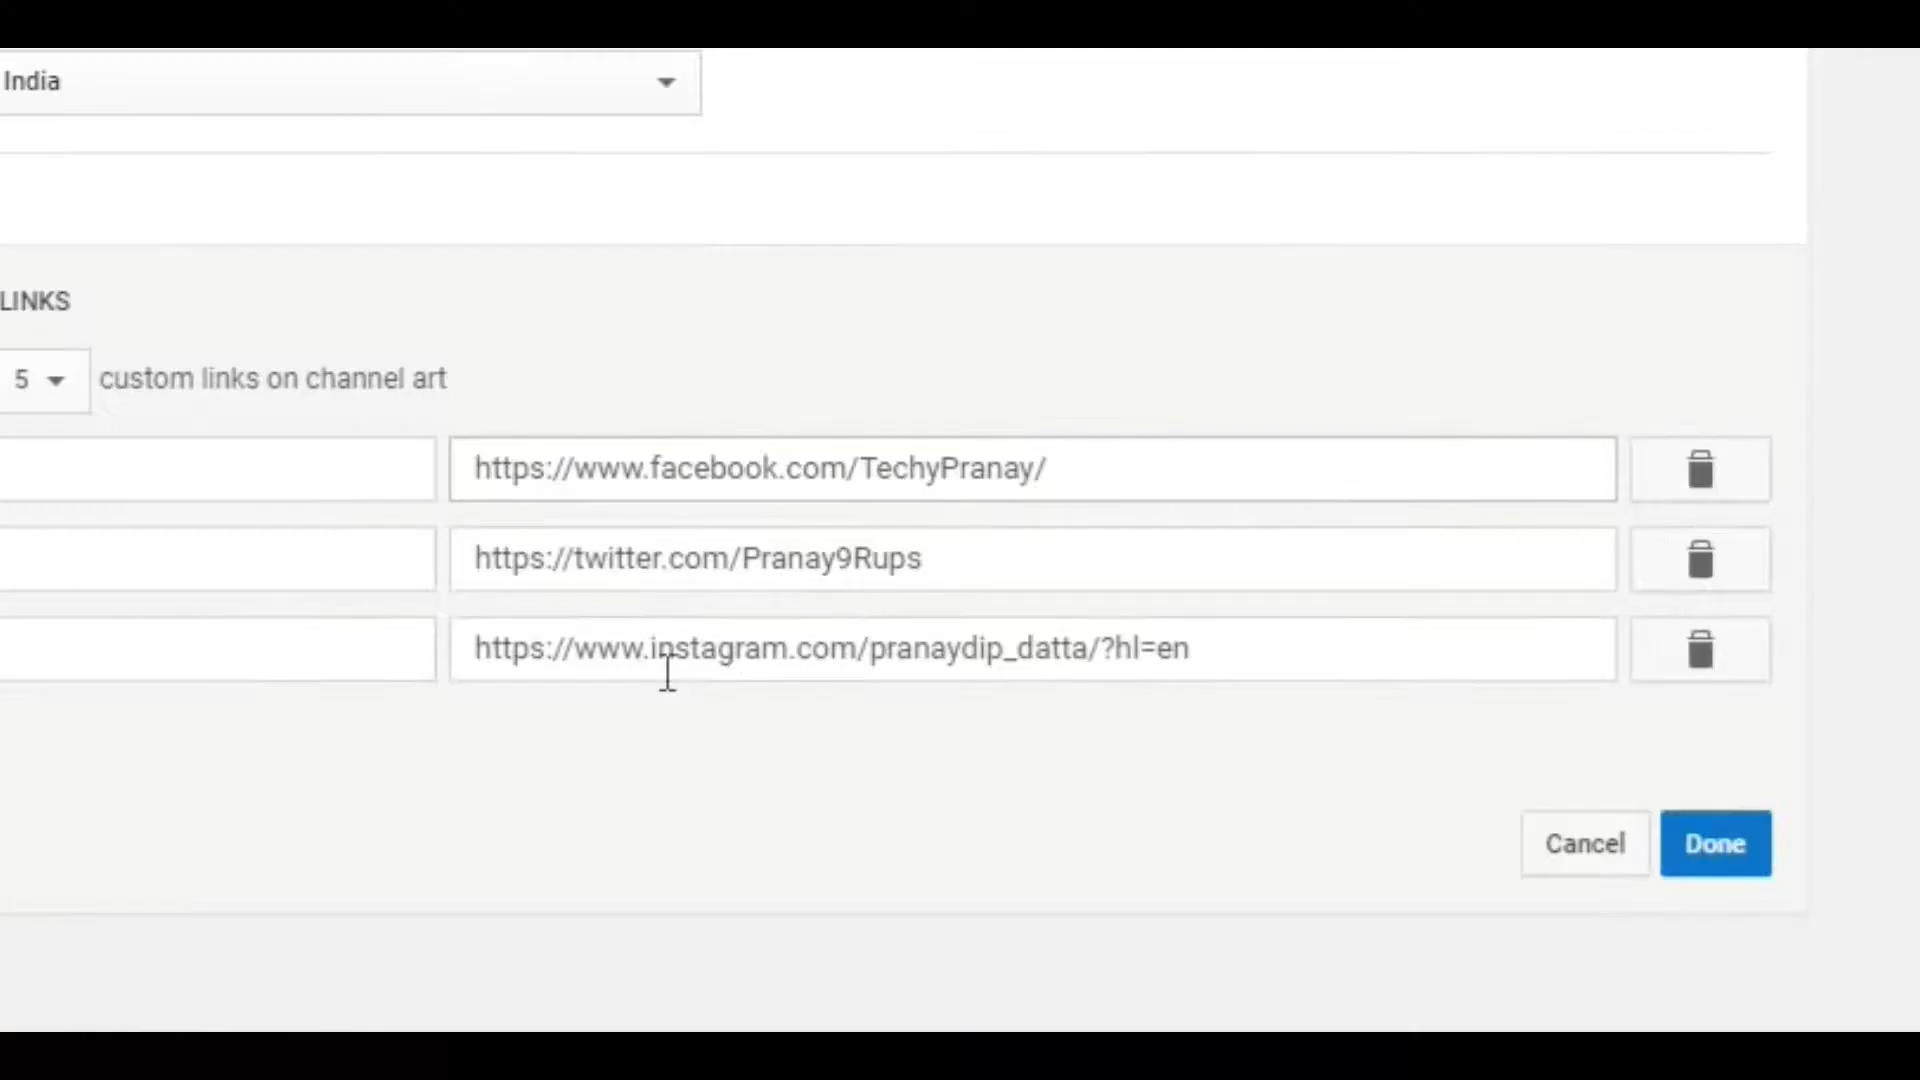 India
LINKS
5 custom links on channel art
https://www.facebook.com/TechyPranay/
https://twitter.com/Pranay9Rups
https://www.instagram.com/pranaydip_datta/?hl=en
Cancel Done